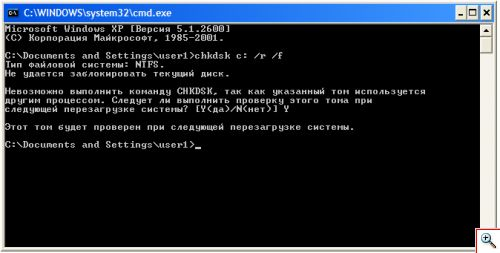 C:\WINDOWS\system32\cmd.exe
Microsoft Windows XP [Версия 5.1.2600]
(C) Корпорация Майкрософт, 1985-2001.
C:\Documents and Settings\user1>chkdsk c: /r /f
Тип файловой системы: NTFS.
Не удается заблокировать текущий диск.
Невозможно выполнить команду CHKDSK, так как указанный том используется
другим процессом. Следует ли выполнить проверку этого тома при
следующей перезагрузке системы? [Y(да)/N(нет)] Y
Этот том будет проверен при следующей перезагрузке системы.
C:\Documents and Settings\user1>_